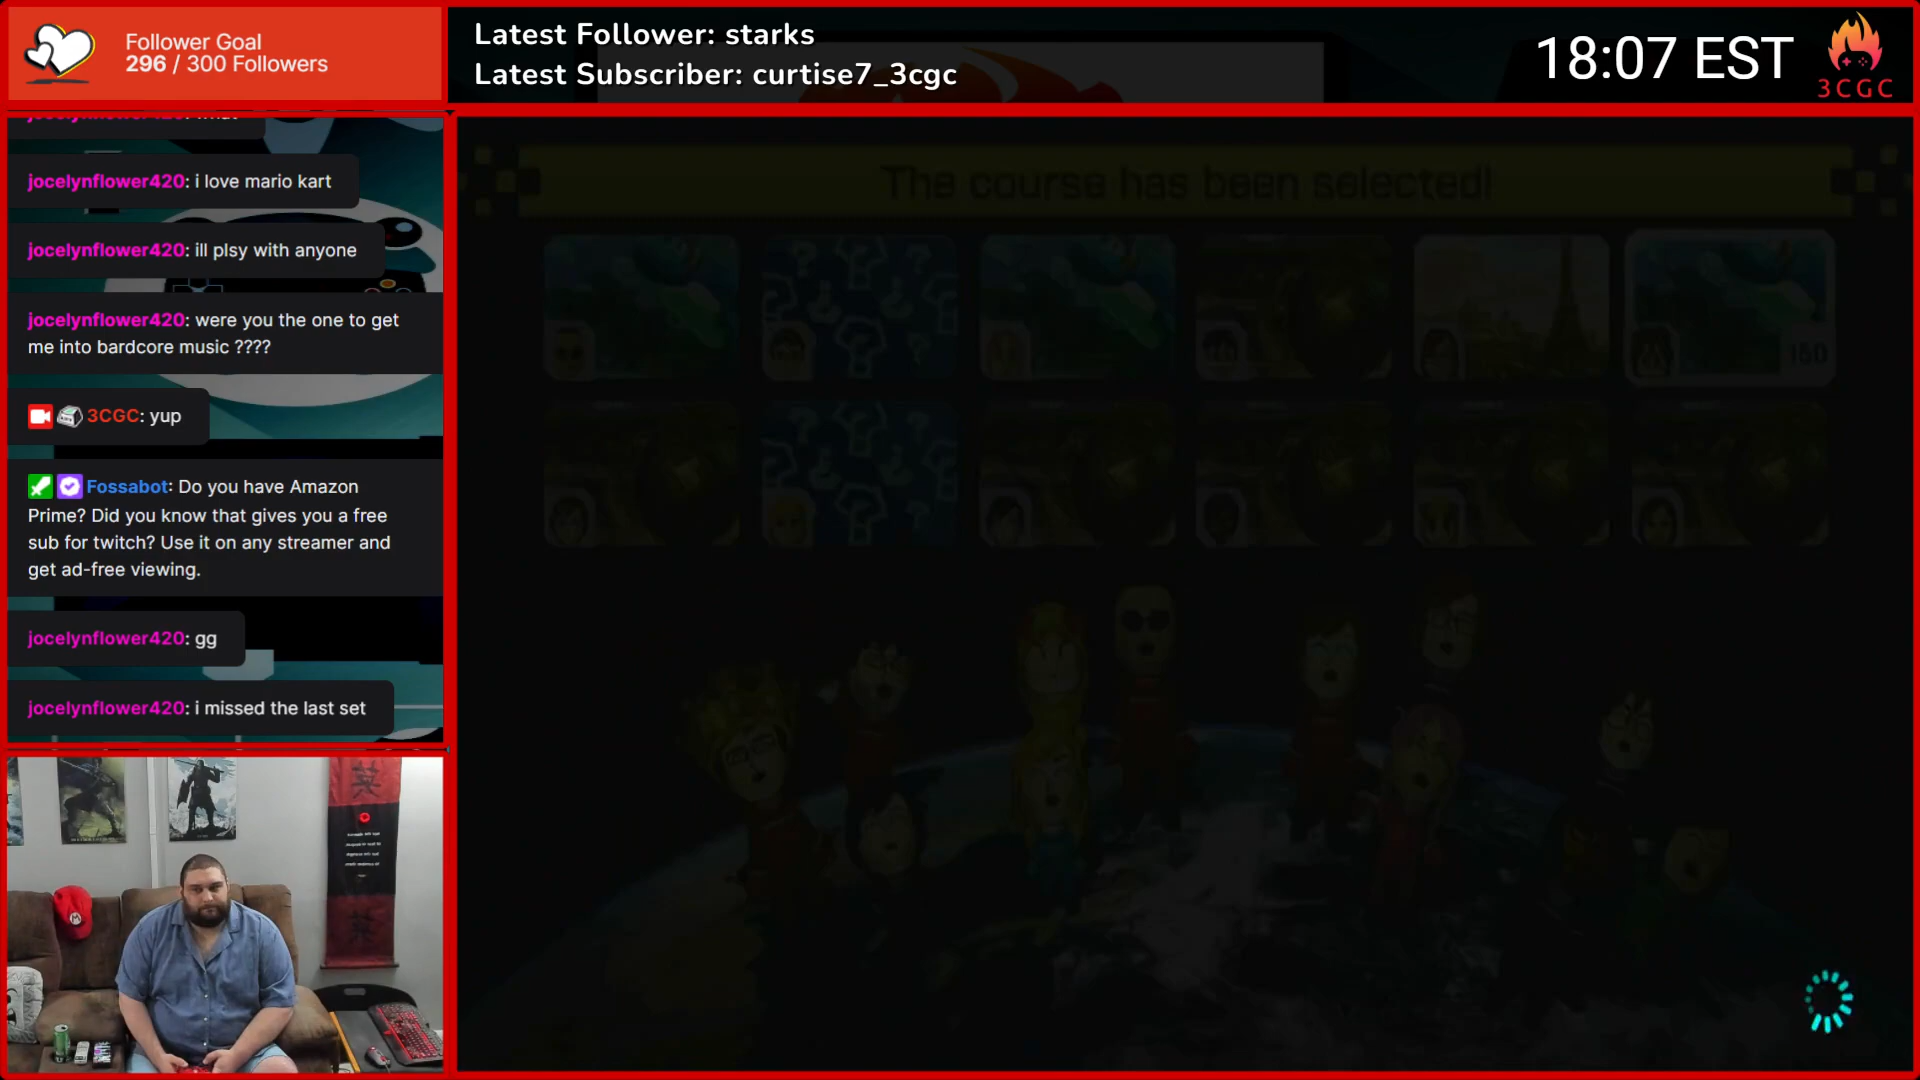 Follower Goal
296 / 300 Followers
Latest Follower: starks
Latest Subscriber: curtise7_3cgc
18:07 EST
3CGC
jocelynflower420: i love mario kart
jocelynflower420: ill plsy with anyone
jocelynflower420: were you the one to get
me into bardcore music ????
3CGC: yup
Fossabot: Do you have Amazon
Prime? Did you know that gives you a free
sub for twitch? Use it on any streamer and
get ad-free viewing.
jocelynflower420: gg
jocelynflower420: i missed the last set
The course has been selected!
150